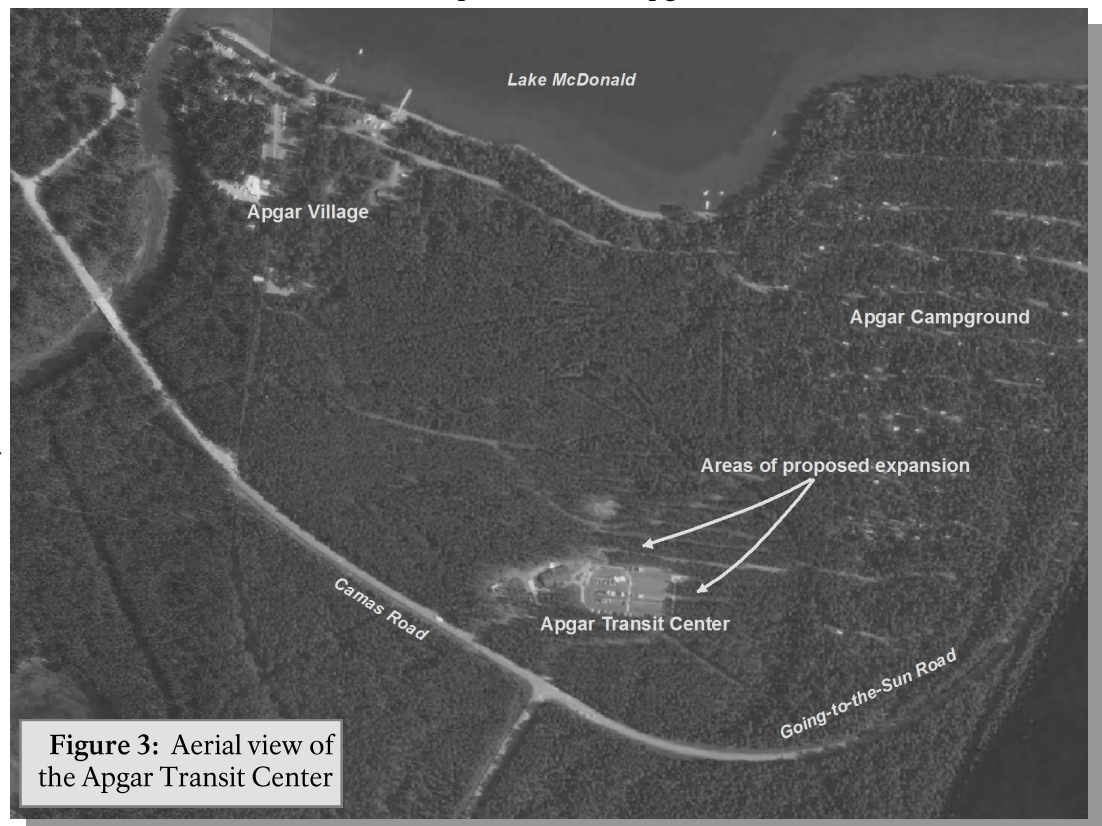 Lake McDonald
Apgar Village
Apgar Campground
Areas of proposed expansion
Camas Road
Apgar Transit Center
Going-to-the-Sun Road
Figure 3: Aerial view of
the Apgar Transit Center